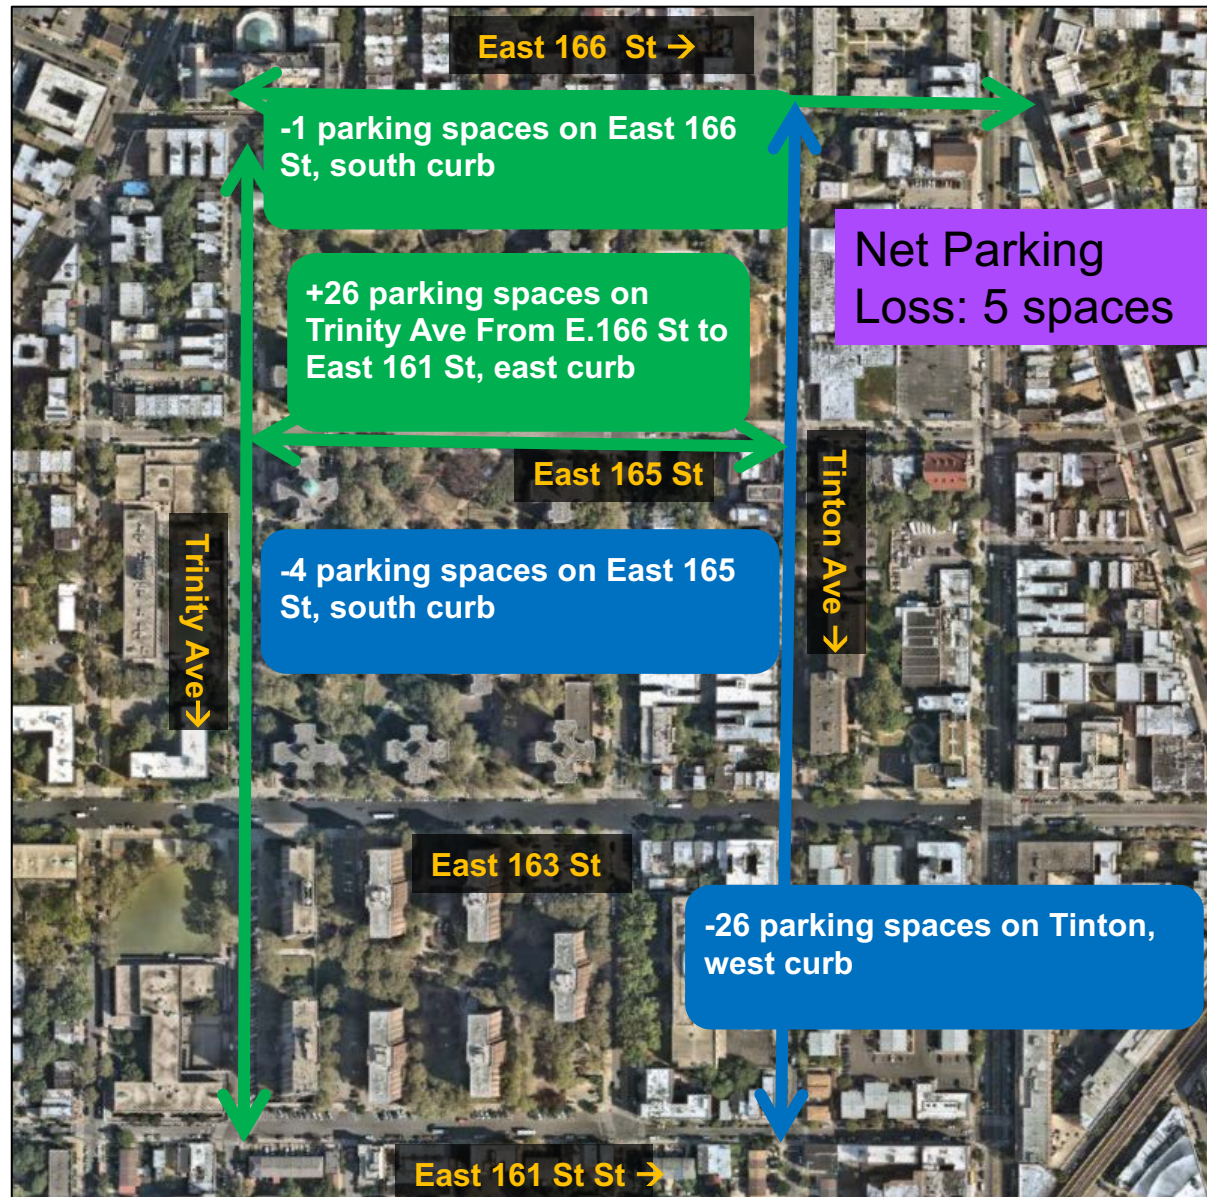 East 166  St →
-1 parking spaces on East 166
St, south curb
Net Parking
Loss: 5 spaces
+26 parking spaces on
Trinity Ave From E.166 St to
East 161 St, east curb
East 165 St
Tinton Ave →
Trinity Ave→
-4 parking spaces on East 165
St, south curb
East 163 St
-26 parking spaces on Tinton,
west curb
East 161 St St →